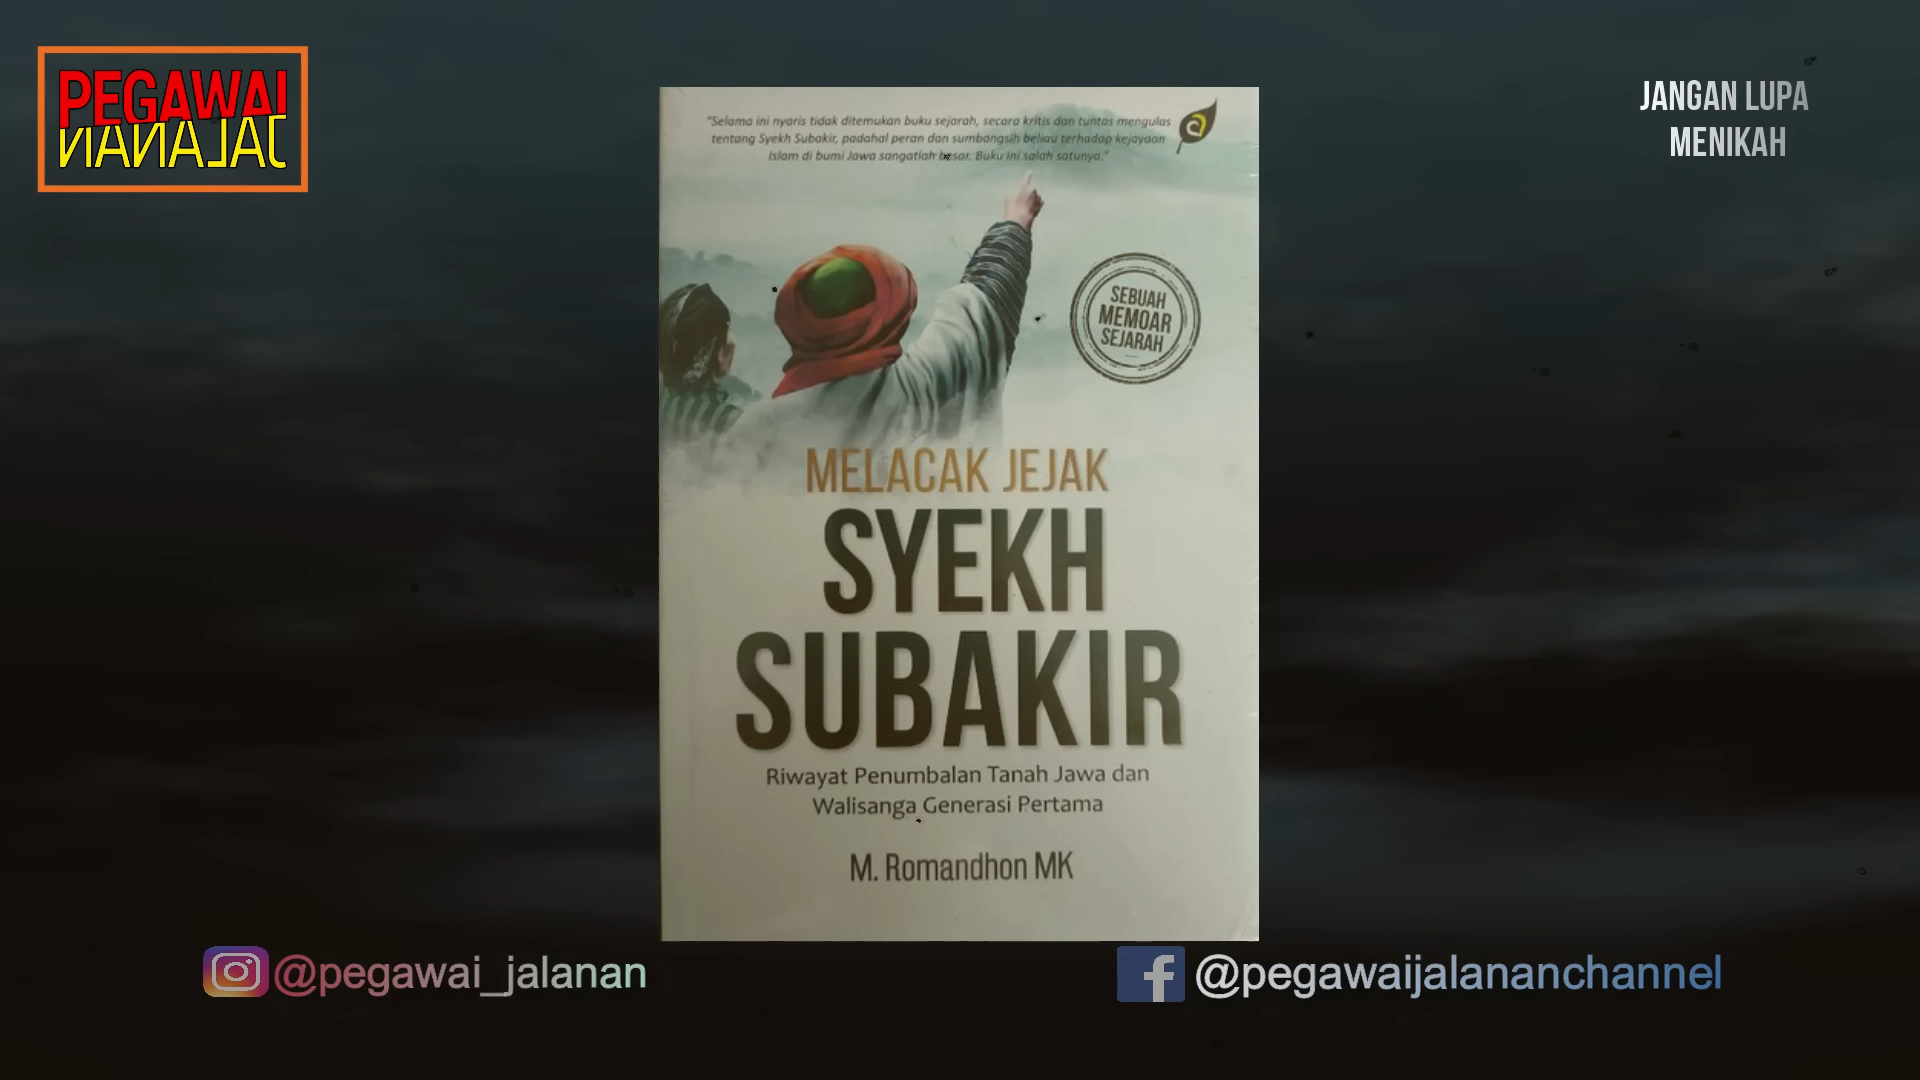 PEGAWAI
JALANAN
JANGAN LUPA
MENIKAH
"Selama ini nyaris tidak ditemukan buku sejarah, secara kritis dan tuntas mengulas
tentang Syekh Subakir, padahal peran dan sumbangsih beliau terhadap kejayaan
Islam di bumi Jawa sangatlah besar. Buku ini salah satunya."
SEBUAH
MEMOAR
SEJARAH
MELACAK JEJAK
SYEKH
SUBAKIR
Riwayat Penumbalan Tanah Jawa dan
Walisanga Generasi Pertama
M. Romandhon MK
@pegawai_jalanan
@pegawaijalananchannel